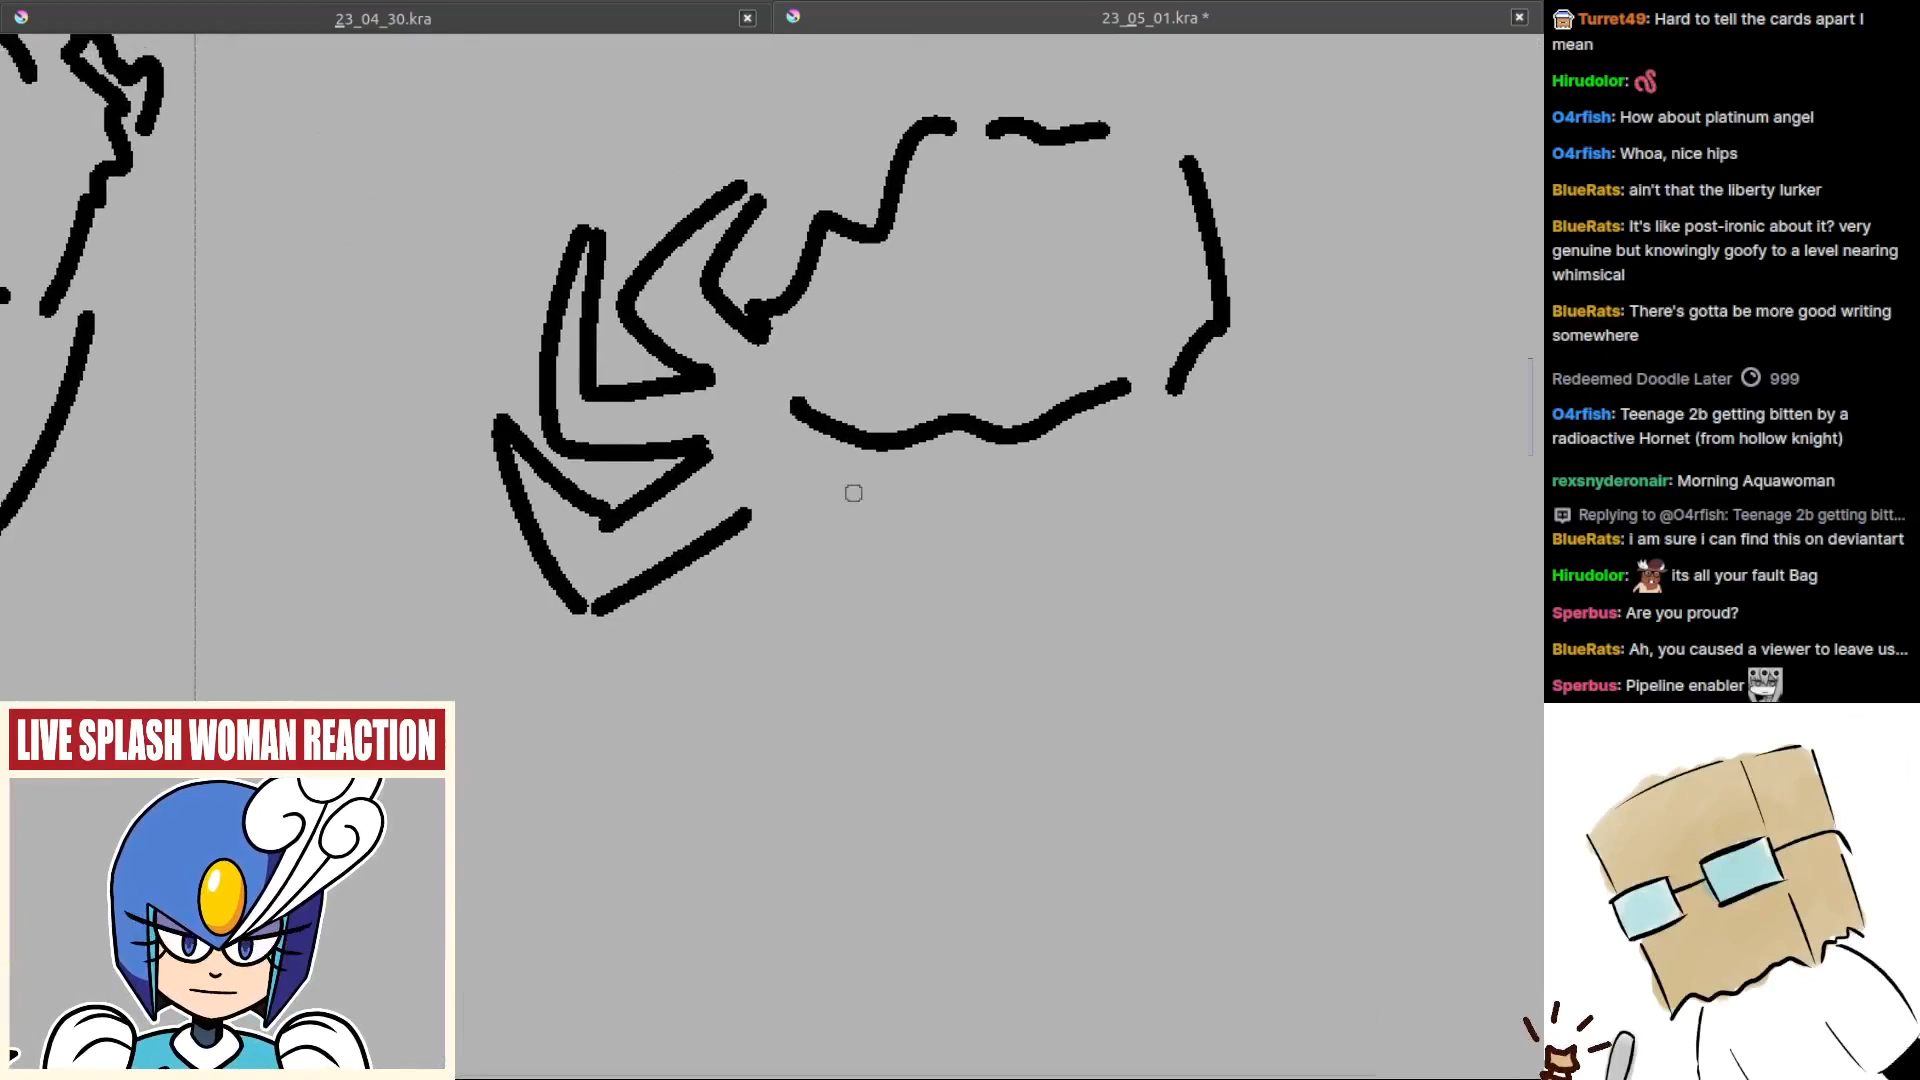 23_04_30.kra
23_05_01.kra *
Turret49: Hard to tell the cards apart I
mean
Hirudolor:
O4rfish: How about platinum angel
O4rfish: Whoa, nice hips
BlueRats: ain't that the liberty lurker
BlueRats: It's like post-ironic about it? very
genuine but knowingly goofy to a level nearing
whimsical
BlueRats: There's gotta be more good writing
somewhere
Redeemed Doodle Later 999
O4rfish: Teenage 2b getting bitten by a
radioactive Hornet (from hollow knight)
rexsnyderonair: Morning Aquawoman
Replying to @O4rfish: Teenage 2b getting bitt...
BlueRats: i am sure i can find this on deviantart
Hirudolor: its all your fault Bag
Sperbus: Are you proud?
BlueRats: Ah, you caused a viewer to leave us...
Sperbus: Pipeline enabler
LIVE SPLASH WOMAN REACTION